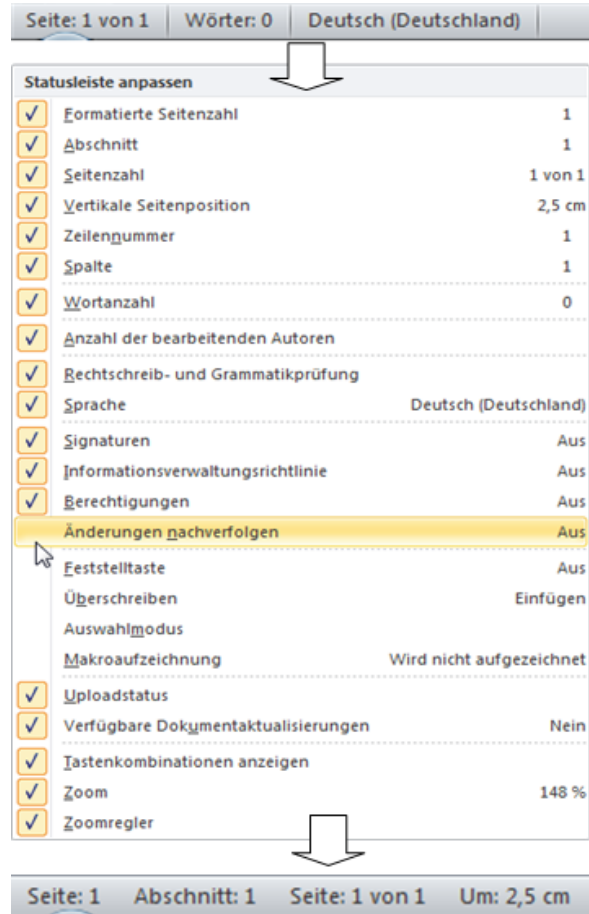 Seite: 1 von 1 Wörter: 0 Deutsch (Deutschland)
Statusleiste anpassen
Formatierte Seitenzahl 1
Abschnitt 1
Seitenzahl 1 von 1
Vertikale Seitenposition 2,5 cm
Zeilennummer 1
Spalte 1
Wortanzahl 0
Anzahl der bearbeitenden Autoren
Rechtschreib- und Grammatikprüfung
Sprache Deutsch (Deutschland)
Signaturen Aus
Informationsverwaltungsrichtlinie Aus
Berechtigungen Aus
Änderungen nachverfolgen Aus
Feststelltaste Aus
Überschreiben Einfügen
Auswahlmodus
Makroaufzeichnung Wird nicht aufgezeichnet
Uploadstatus
Verfügbare Dokumentaktualisierungen Nein
Tastenkombinationen anzeigen
Zoom 148 %
Zoomregler
Seite: 1 Abschnitt: 1 Seite: 1 von 1 Um: 2,5 cm